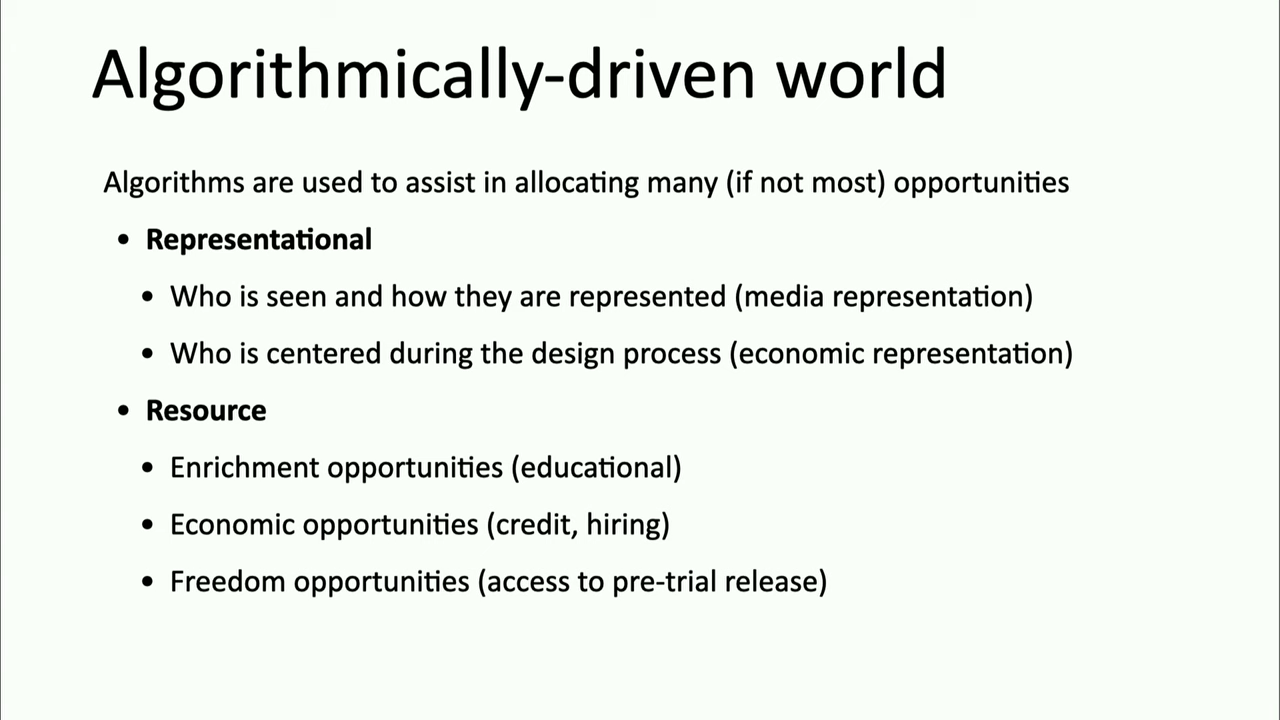 Algorithmically-driven world
Algorithms are used to assist in allocating many (if not most) opportunities
• Representational
• Who is seen and how they are represented (media representation)
• Who is centered during the design process (economic representation)
• Resource
• Enrichment opportunities (educational)
• Economic opportunities (credit, hiring)
• Freedom opportunities (access to pre-trial release)